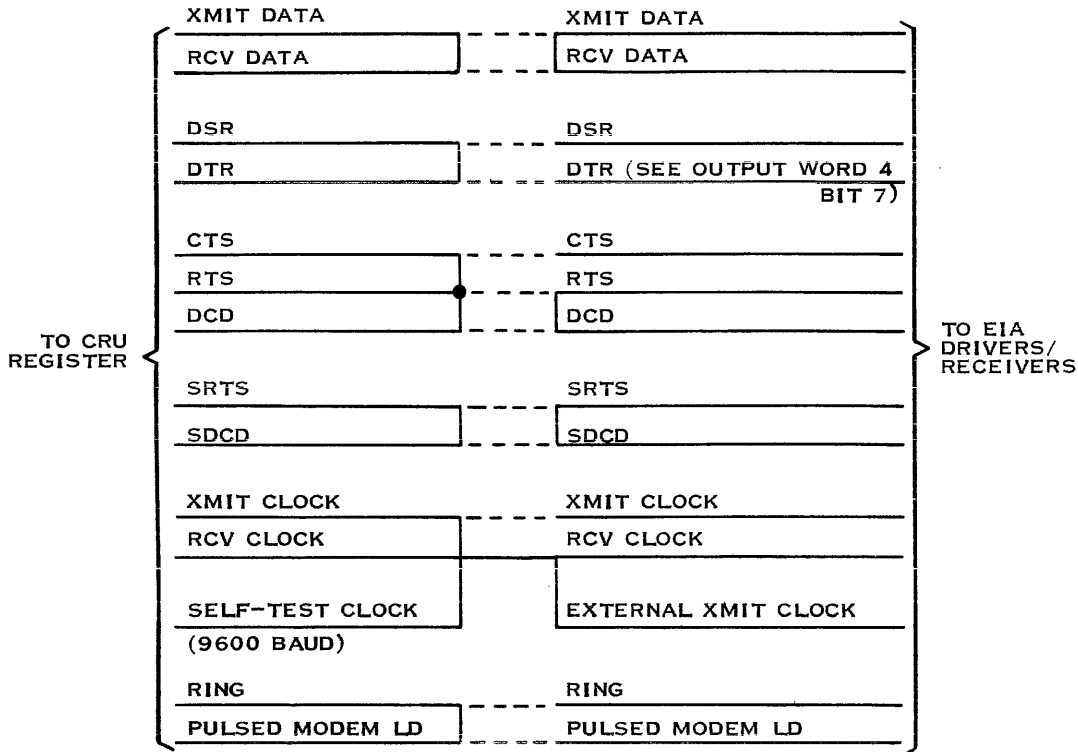 XMIT DATA XMIT DATA
RCV DATA RCV DATA
DSR DSR
DTR DTR (SEE OUTPUT WORD 4
BIT 7)
CTS CTS
RTS RTS
DCD DCD
TO CRU
REGISTER
TO EIA
DRIVERS/
RECEIVERS
SRTS SRTS
SDCD SDCD
XMIT CLOCK XMIT CLOCK
RCV CLOCK RCV CLOCK
SELF-TEST CLOCK EXTERNAL XMIT CLOCK
(9600 BAUD)
RING RING
PULSED MODEM LD PULSED MODEM LD